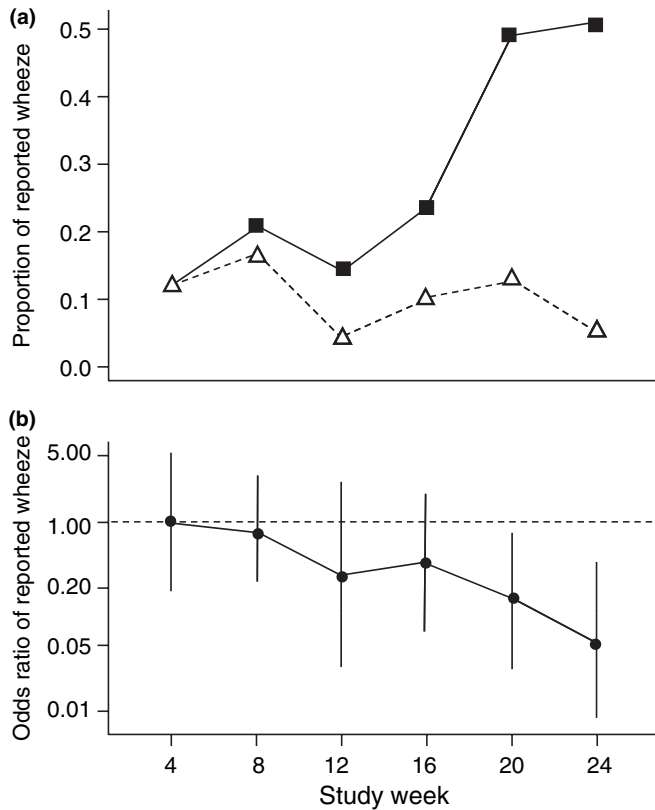 (a)
Proportion of reported wheeze
0.5
0.4
0.3
0.2
0.1
0.0
(b)
Odds ratio of reported wheeze
5.00
1.00
0.20
0.05
0.01
4 8 12 16 20 24
Study week